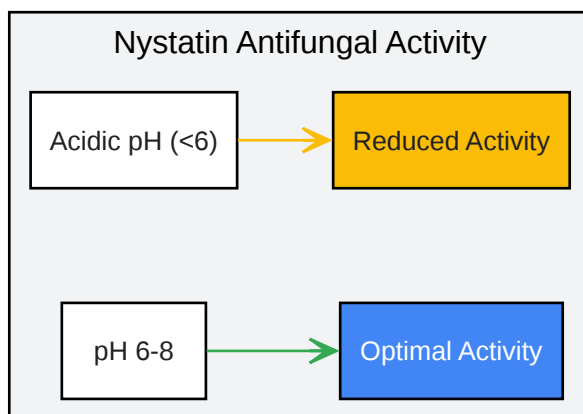 Nystatin Antifungal Activity
Acidic pH (<6)
Reduced Activity
pH 6-8
Optimal Activity